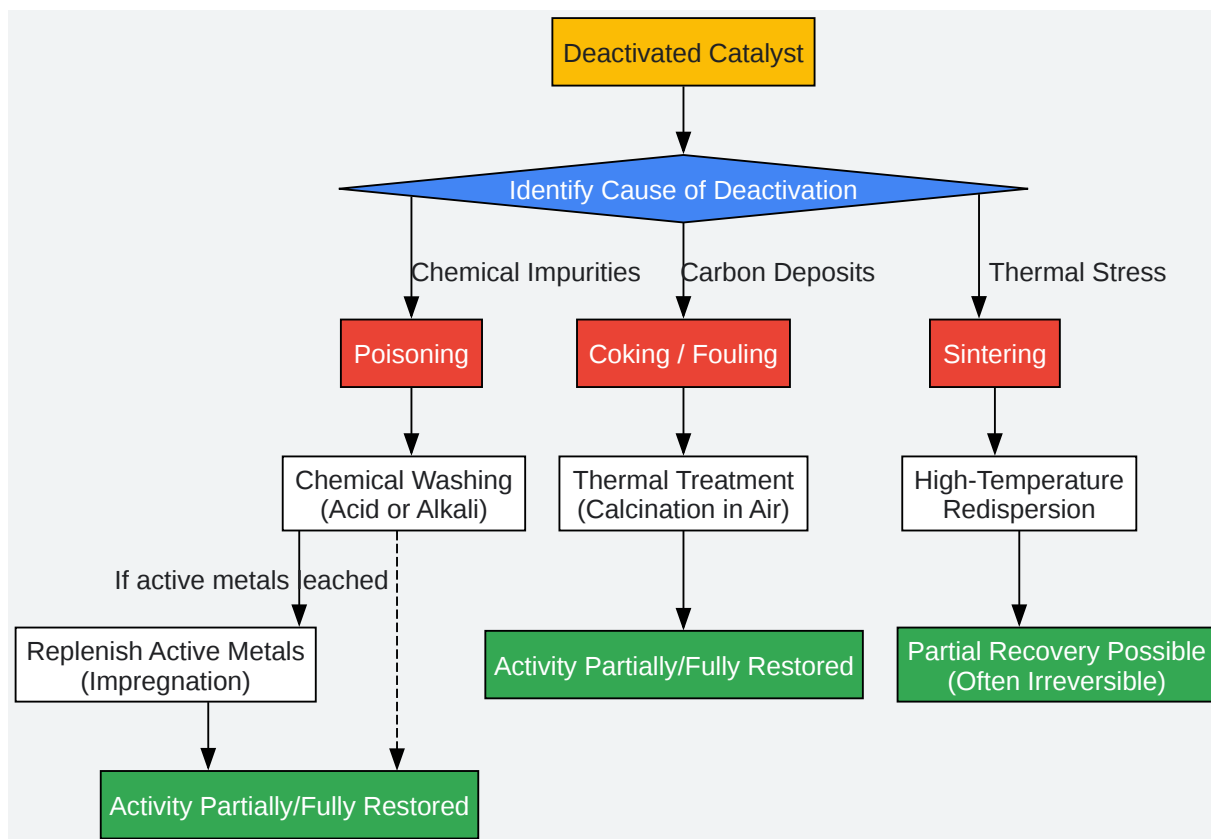 Deactivated Catalyst
Identify Cause of Deactivation
Chemical Impurities
Carbon Deposits
Thermal Stress
Poisoning
Coking / Fouling
Sintering
Chemical Washing
(Acid or Alkali)
Thermal Treatment
(Calcination in Air)
High-Temperature
Redispersion
If active metals leached
Replenish Active Metals
(Impregnation)
Activity Partially/Fully Restored
Partial Recovery Possible
(Often Irreversible)
Activity Partially/Fully Restored